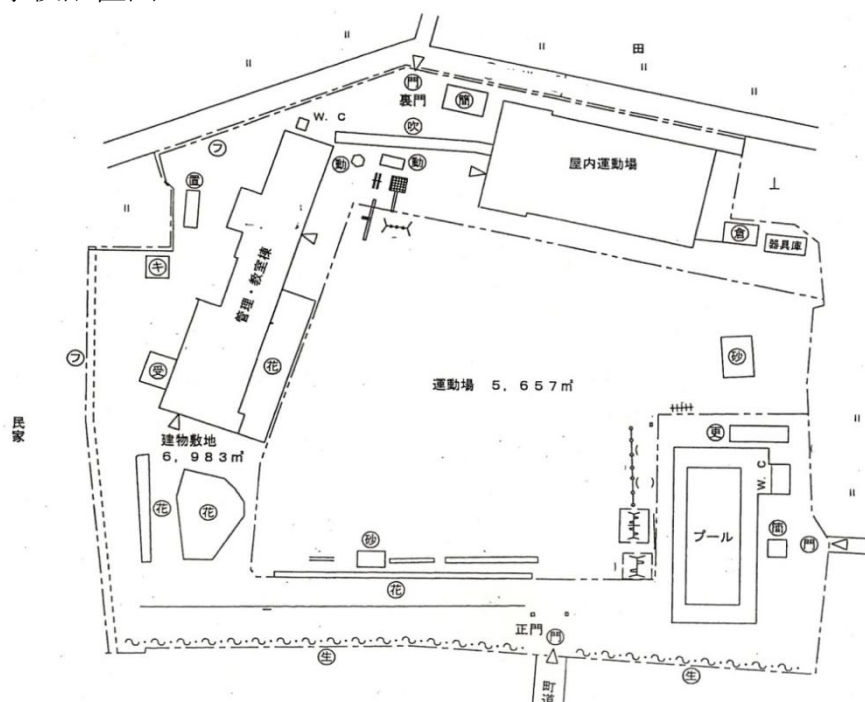 田
門
裏門
簡
W.C
吹
フ
動
動
屋内運動場
置
倉
器具庫
キ
管理・教室棟
フ
受
花
砂
運動場 5,657㎡
民家
建物敷地
6,983㎡
更
W.C
花
花
プール
簡
門
砂
花
正門
門
生
生
町道